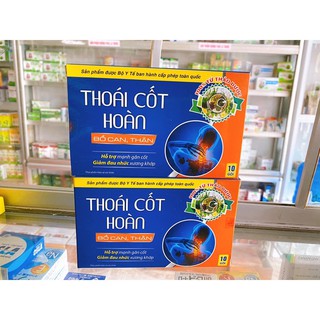 Sản phẩm được Bộ Y Tế ban hành cấp phép toàn quốc
THOÁI CỐT
HOÀN
BỔ CAN, THẬN
Hỗ trợ mạnh gân cốt
Giảm đau nhức xương khớp
10
Sản phẩm được Bộ Y Tế ban hành cấp phép toàn quốc
THOÁI CỐT
HOÀN
BỔ CAN, THẬN
Hỗ trợ mạnh gân cốt
Giảm đau nhức xương khớp
10